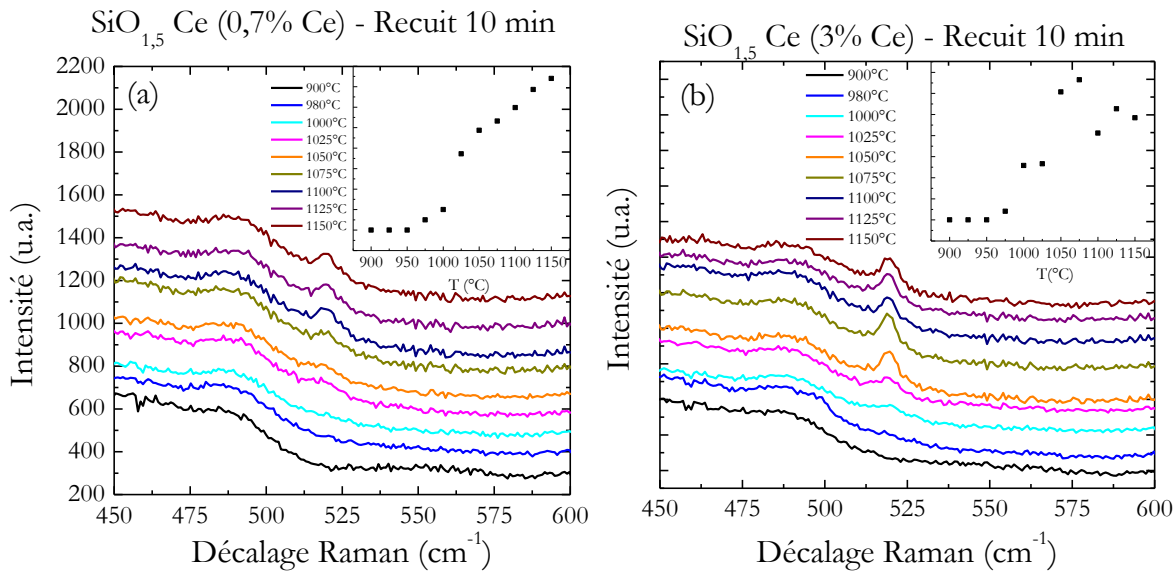 SiO1,5 Ce (0,7% Ce) - Recuit 10 min
2200
2000
1800
1600
1400
1200
1000
800
600
400
200
Intensité (u.a.)
(a)
900°C
980°C
1000°C
1025°C
1050°C
1075°C
1100°C
1125°C
1150°C
900 950 1000 1050 1100 1150
T (°C)
450 475 500 525 550 575 600
Décalage Raman (cm-1)
SiO1,5 Ce (3% Ce) - Recuit 10 min
Intensité (u.a.)
(b)
900°C
980°C
1000°C
1025°C
1050°C
1075°C
1100°C
1125°C
1150°C
900 950 1000 1050 1100 1150
T(°C)
450 475 500 525 550 575 600
Décalage Raman (cm-1)